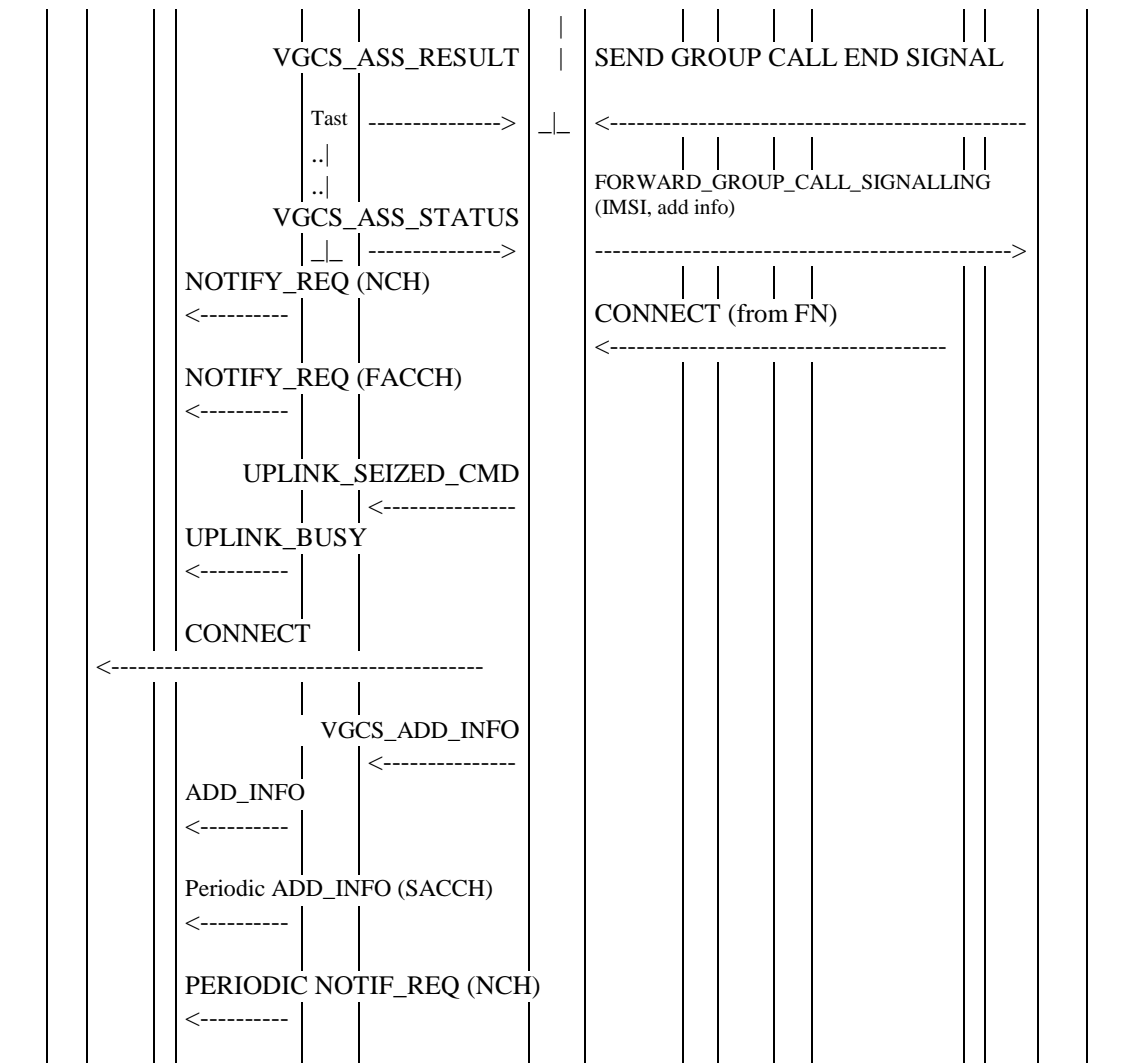 VGCS_ASS_RESULT
SEND GROUP CALL END SIGNAL
Tast
FORWARD_GROUP_CALL_SIGNALLING
(IMSI, add info)
VGCS_ASS_STATUS
NOTIFY_REQ (NCH)
CONNECT (from FN)
NOTIFY_REQ (FACCH)
UPLINK_SEIZED_CMD
UPLINK_BUSY
CONNECT
VGCS_ADD_INFO
ADD_INFO
Periodic ADD_INFO (SACCH)
PERIODIC NOTIF_REQ (NCH)